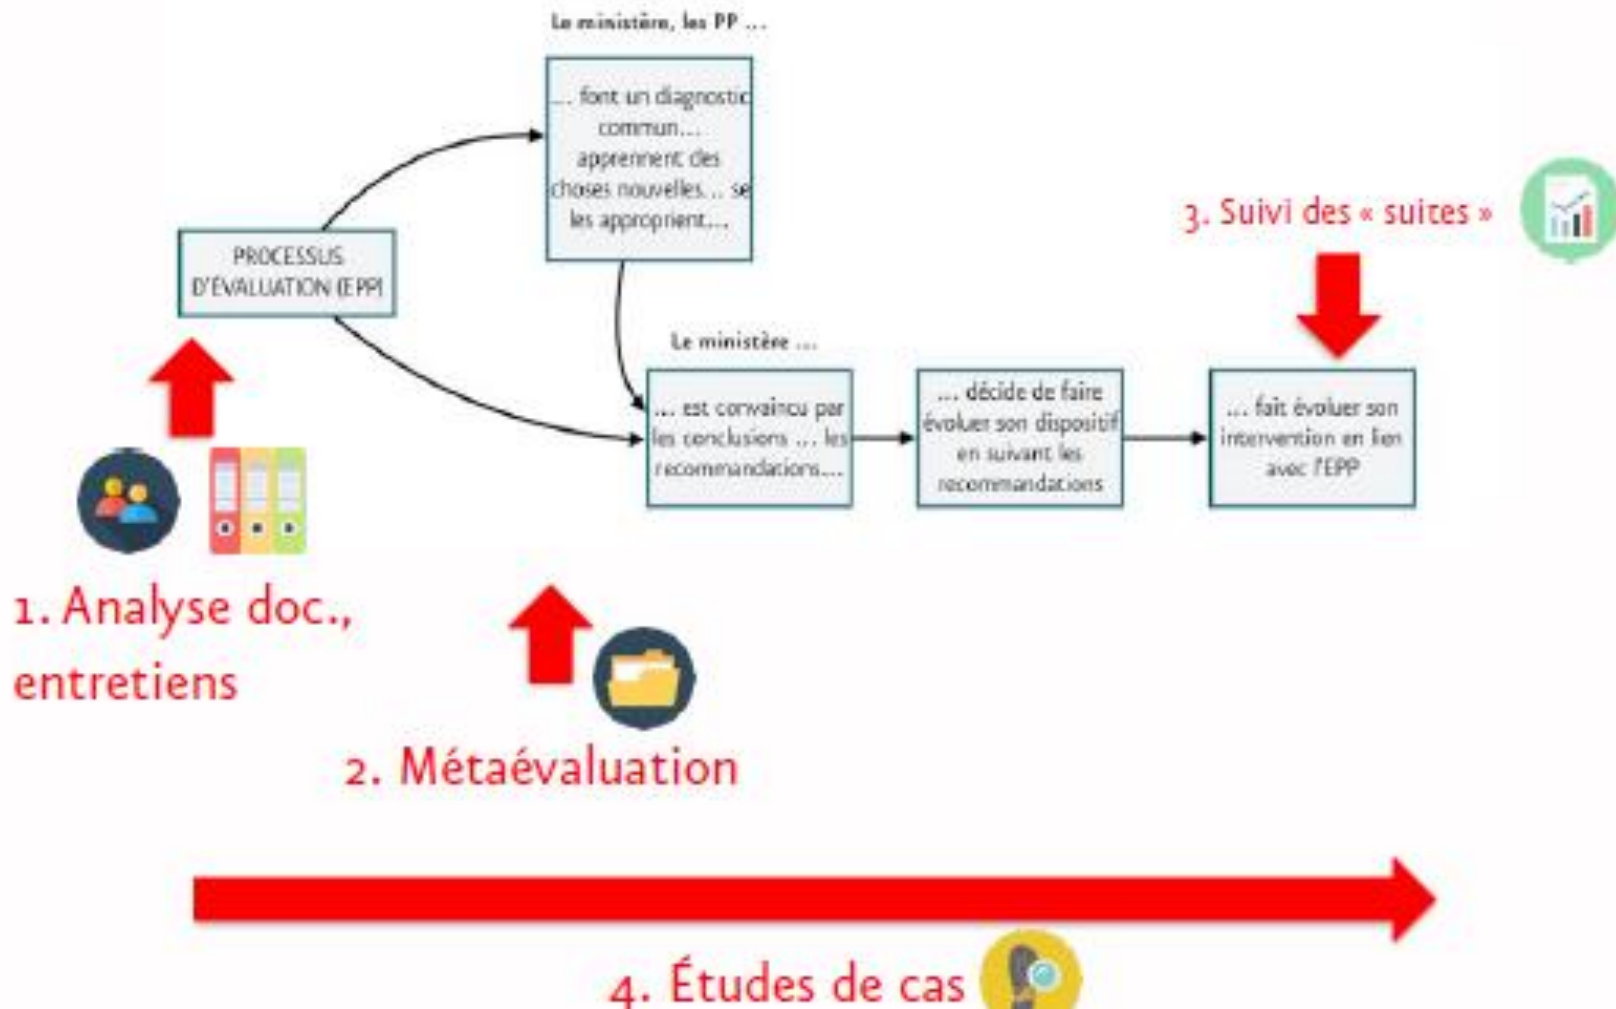 Le ministère, les PP ...
... font un diagnostic
commun...
apprennent des
choses nouvelles... se
les approprient...
PROCESSUS
D'ÉVALUATION (EPP)
3. Suivi des « suites »
Le ministère ...
... est convaincu par
les conclusions ... les
recommandations...
... décide de faire
évoluer son dispositif
en suivant les
recommandations
... fait évoluer son
intervention en lien
avec l'EPP
1. Analyse doc.,
entretiens
2. Métaévaluation
4. Études de cas